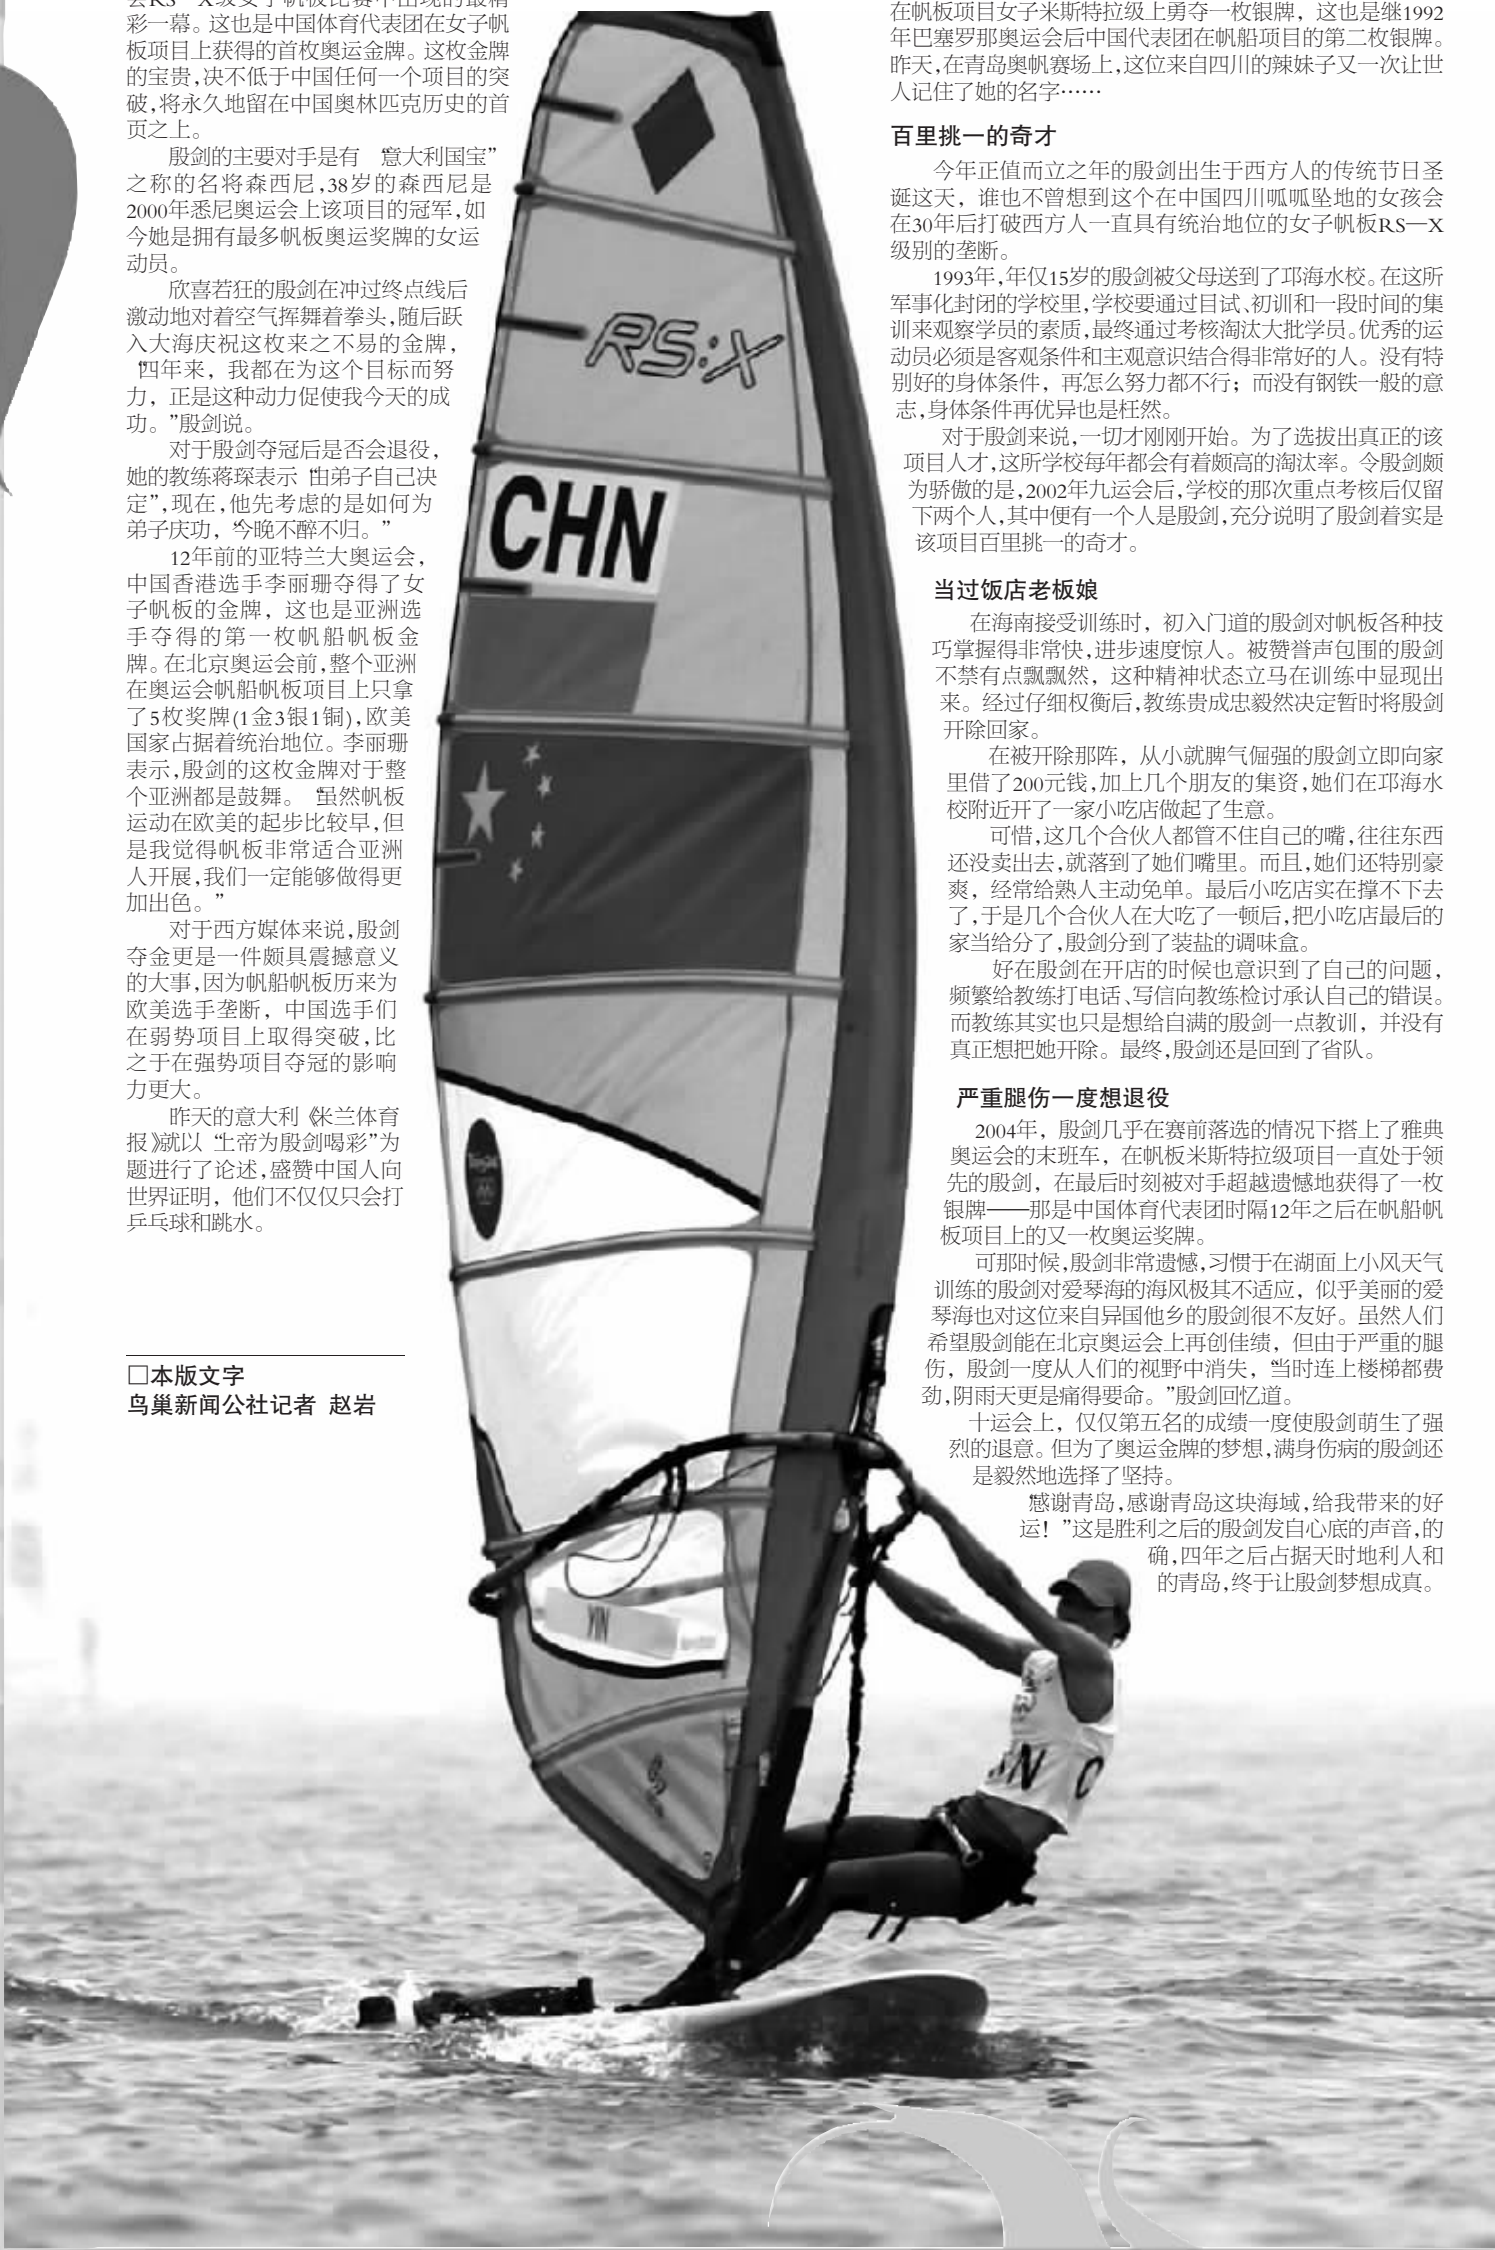 彩一幕。这也是中国体育代表团在女子帆
板项目上获得的首枚奥运金牌。这枚金牌
的宝贵,决不低于中国任何一个项目的突
破,将永久地留在中国奥林匹克历史的首
页之上。
殷剑的主要对手是有“意大利国宝”
之称的名将森西尼,38岁的森西尼是
2000年悉尼奥运会上该项目的冠军,如
今她是拥有最多帆板奥运奖牌的女运
动员。
欣喜若狂的殷剑在冲过终点线后
激动地对着空气挥舞着拳头,随后跃
入大海庆祝这枚来之不易的金牌,
“四年来，我都在为这个目标而努
力，正是这种动力促使我今天的成
功。”殷剑说。
对于殷剑夺冠后是否会退役,
她的教练蒋琛表示“由弟子自己决
定”,现在,他先考虑的是如何为
弟子庆功,“今晚不醉不归。”
12年前的亚特兰大奥运会,
中国香港选手李丽珊夺得了女
子帆板的金牌，这也是亚洲选
手夺得的第一枚帆船帆板金
牌。在北京奥运会前,整个亚洲
在奥运会帆船帆板项目上只拿
了5枚奖牌(1金3银1铜),欧美
国家占据着统治地位。李丽珊
表示,殷剑的这枚金牌对于整
个亚洲都是鼓舞。“虽然帆板
运动在欧美的起步比较早,但
是我觉得帆板非常适合亚洲
人开展,我们一定能够做得更
加出色。”
对于西方媒体来说,殷剑
夺金更是一件颇具震撼意义
的大事,因为帆船帆板历来为
欧美选手垄断，中国选手们
在弱势项目上取得突破,比
之于在强势项目夺冠的影响
力更大。
昨天的意大利《米兰体育
报》就以“上帝为殷剑喝彩”为
题进行了论述,盛赞中国人向
世界证明，他们不仅仅只会打
乒乓球和跳水。
□本版文字
鸟巢新闻公社记者 赵岩
RS:X
CHN
YIN
在帆板项目女子米斯特拉级上勇夺一枚银牌，这也是继1992
年巴塞罗那奥运会后中国代表团在帆船项目的第二枚银牌。
昨天,在青岛奥帆赛场上,这位来自四川的辣妹子又一次让世
人记住了她的名字……
百里挑一的奇才
今年正值而立之年的殷剑出生于西方人的传统节日圣
诞这天，谁也不曾想到这个在中国四川呱呱坠地的女孩会
在30年后打破西方人一直具有统治地位的女子帆板RS—X
级别的垄断。
1993年,年仅15岁的殷剑被父母送到了邛海水校。在这所
军事化封闭的学校里,学校要通过目试、初训和一段时间的集
训来观察学员的素质,最终通过考核淘汰大批学员。优秀的运
动员必须是客观条件和主观意识结合得非常好的人。没有特
别好的身体条件，再怎么努力都不行；而没有钢铁一般的意
志,身体条件再优异也是枉然。
对于殷剑来说,一切才刚刚开始。为了选拔出真正的该
项目人才,这所学校每年都会有着颇高的淘汰率。令殷剑颇
为骄傲的是,2002年九运会后,学校的那次重点考核后仅留
下两个人,其中便有一个人是殷剑,充分说明了殷剑着实是
该项目百里挑一的奇才。
当过饭店老板娘
在海南接受训练时，初入门道的殷剑对帆板各种技
巧掌握得非常快,进步速度惊人。被赞誉声包围的殷剑
不禁有点飘飘然，这种精神状态立马在训练中显现出
来。经过仔细权衡后,教练贵成忠毅然决定暂时将殷剑
开除回家。
在被开除那阵，从小就脾气倔强的殷剑立即向家
里借了200元钱,加上几个朋友的集资,她们在邛海水
校附近开了一家小吃店做起了生意。
可惜,这几个合伙人都管不住自己的嘴,往往东西
还没卖出去,就落到了她们嘴里。而且,她们还特别豪
爽，经常给熟人主动免单。最后小吃店实在撑不下去
了,于是几个合伙人在大吃了一顿后,把小吃店最后的
家当给分了,殷剑分到了装盐的调味盒。
好在殷剑在开店的时候也意识到了自己的问题,
频繁给教练打电话、写信向教练检讨承认自己的错误。
而教练其实也只是想给自满的殷剑一点教训，并没有
真正想把她开除。最终,殷剑还是回到了省队。
严重腿伤一度想退役
2004年，殷剑几乎在赛前落选的情况下搭上了雅典
奥运会的末班车，在帆板米斯特拉级项目一直处于领
先的殷剑，在最后时刻被对手超越遗憾地获得了一枚
银牌——那是中国体育代表团时隔12年之后在帆船帆
板项目上的又一枚奥运奖牌。
可那时候,殷剑非常遗憾,习惯于在湖面上小风天气
训练的殷剑对爱琴海的海风极其不适应，似乎美丽的爱
琴海也对这位来自异国他乡的殷剑很不友好。虽然人们
希望殷剑能在北京奥运会上再创佳绩，但由于严重的腿
伤，殷剑一度从人们的视野中消失，“当时连上楼梯都费
劲,阴雨天更是痛得要命。”殷剑回忆道。
十运会上，仅仅第五名的成绩一度使殷剑萌生了强
烈的退意。但为了奥运金牌的梦想,满身伤病的殷剑还
是毅然地选择了坚持。
“感谢青岛,感谢青岛这块海域,给我带来的好
运！”这是胜利之后的殷剑发自心底的声音,的
确,四年之后占据天时地利人和
的青岛,终于让殷剑梦想成真。